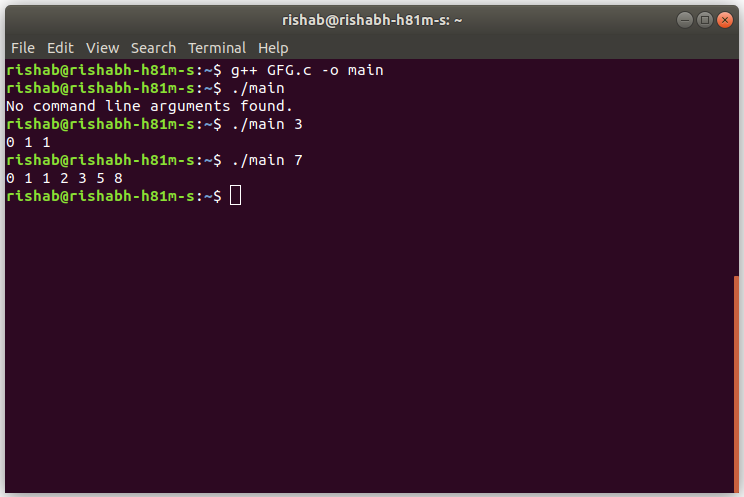 rishab@rishabh-h81m-s: ~
File Edit View Search Terminal Help
rishab@rishabh-h81m-s:~$ g++ GFG.c -o main
rishab@rishabh-h81m-s:~$ ./main
No command line arguments found.
rishab@rishabh-h81m-s:~$ ./main 3
0 1 1
rishab@rishabh-h81m-s:~$ ./main 7
0 1 1 2 3 5 8
rishab@rishabh-h81m-s:~$